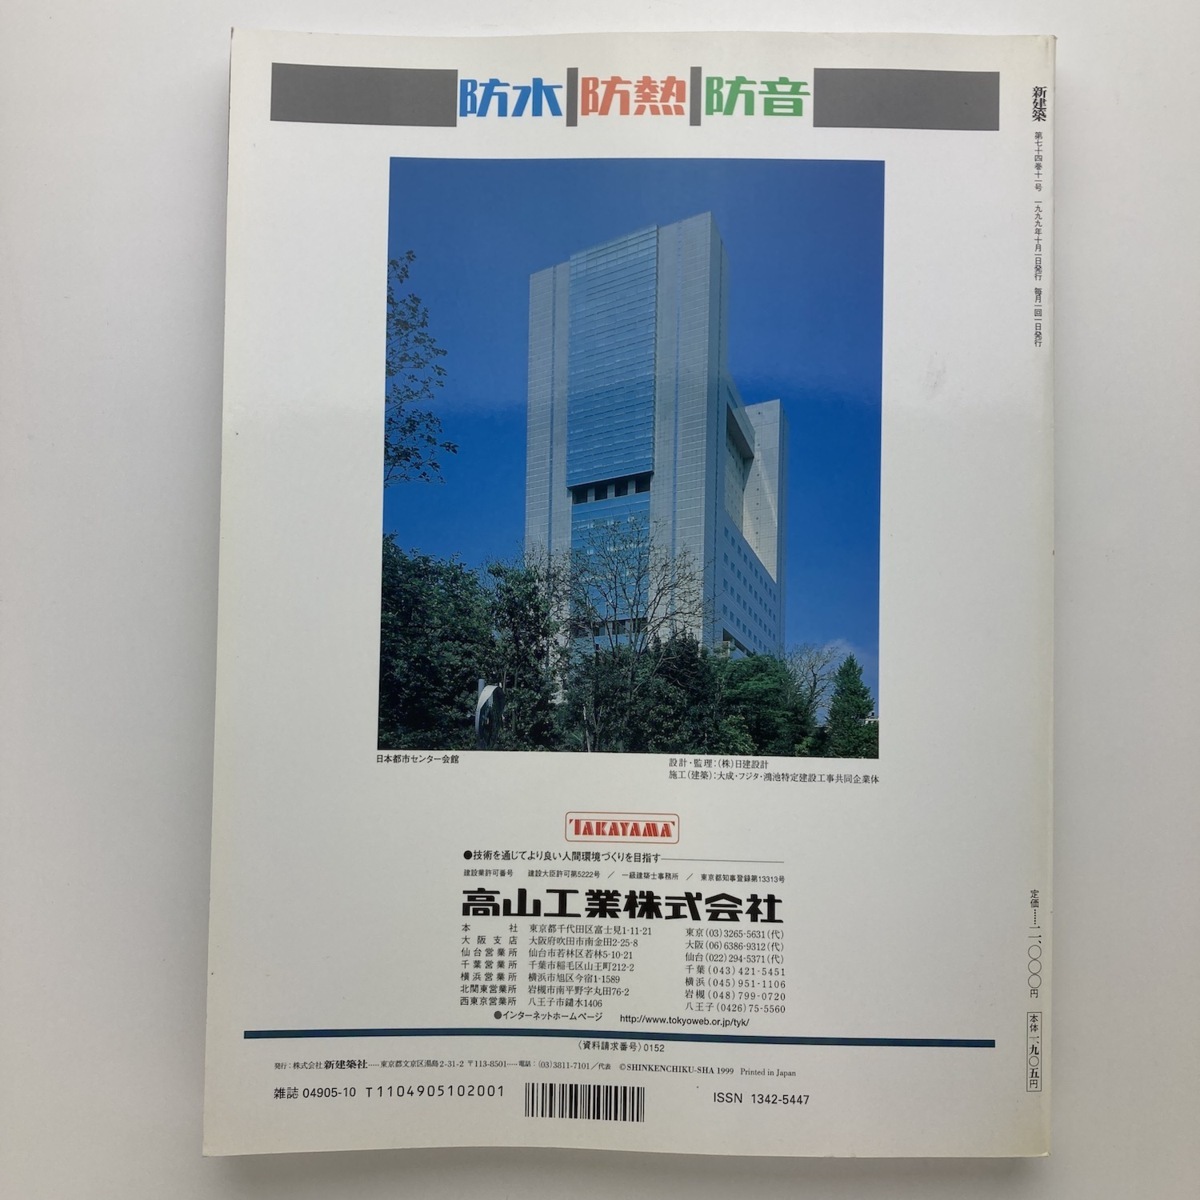 防水 防熱 防音
新建築 第七十四巻十一号 一九九九年十月一日発行 毎月一回一日発行
日本都市センター会館
設計・監理:(株)日建設計
施工(建築):大成・フジタ・鴻池特定建設工事共同企業体
TAKAYAMA
●技術を通じてより良い人間環境づくりを目指す
建設業許可番号 建設大臣許可第5222号 / 一級建築士事務所 / 東京都知事登録第13313号
高山工業株式会社
本社 東京都千代田区富士見1-11-21 東京(03)3265-5631(代)
大阪支店 大阪府吹田市南金田2-25-8 大阪(06)6386-9312(代)
仙台営業所 仙台市若林区若林5-10-21 仙台(022)294-5371(代)
千葉営業所 千葉市稲毛区山王町212-2 千葉(043)421-5451
横浜営業所 横浜市旭区今宿1-1589 横浜(045)951-1106
北関東営業所 岩槻市南平野字丸田76-2 岩槻(048)799-0720
西東京営業所 八王子市鑓水1406 八王子(0426)75-5560
●インターネットホームページ http://www.tokyoweb.or.jp/tyk/
〈資料請求番号〉0152
発行:株式会社 新建築社……東京都文京区湯島2-31-2 〒113-8501……電話:(03)3811-7101/代表 ©SHINKENCHIKU-SHA 1999 Printed in Japan
雑誌 04905-10 T1104905102001
ISSN 1342-5447
定価……二、〇〇〇円 本体 一、九〇五円